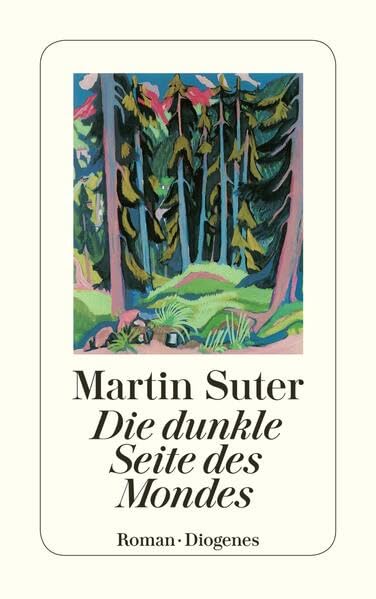 Martin Suter
Die dunkle
Seite des
Mondes
Roman · Diogenes